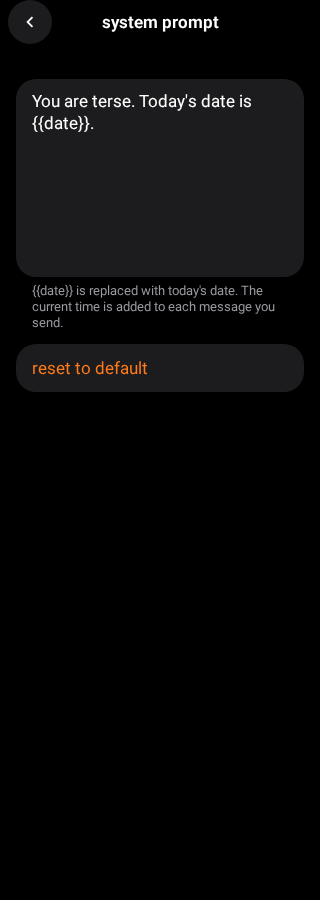 system prompt
You are terse. Today's date is
{{date}}.
{{date}} is replaced with today's date. The
current time is added to each message you
send.
reset to default